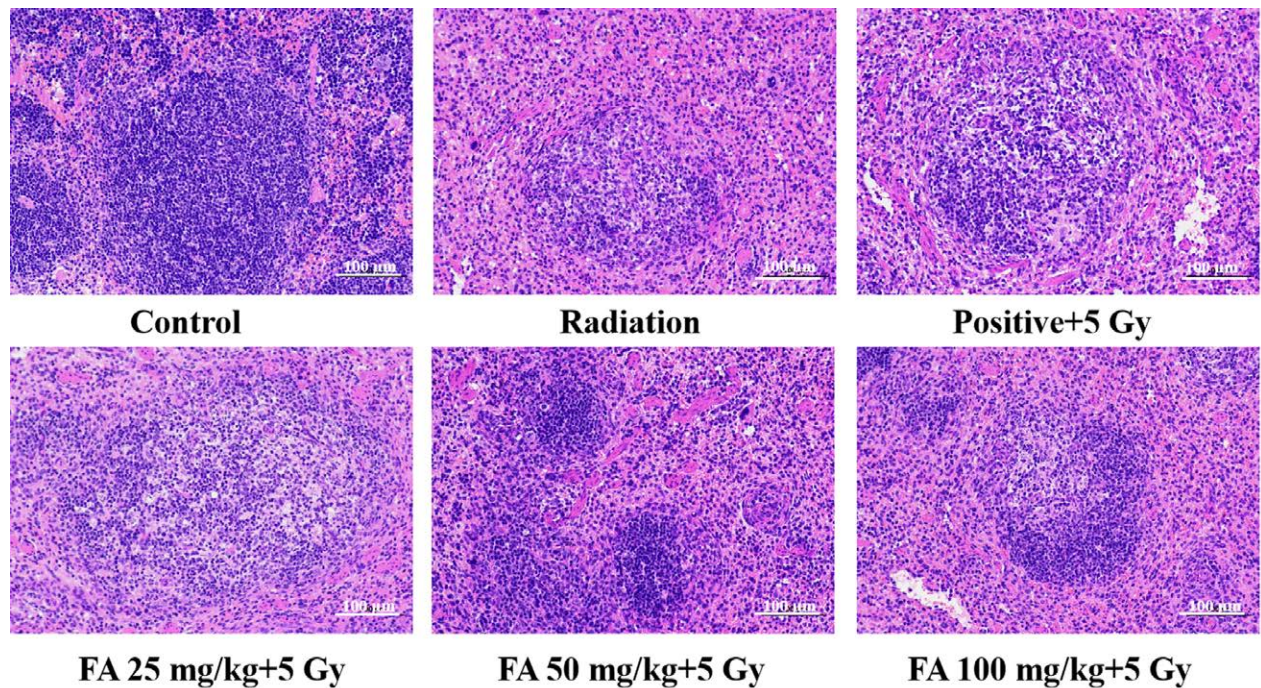 100 μm
100 μm
100 μm
Control
Radiation
Positive+5 Gy
100 μm
100 μm
100 μm
FA 25 mg/kg+5 Gy
FA 50 mg/kg+5 Gy
FA 100 mg/kg+5 Gy